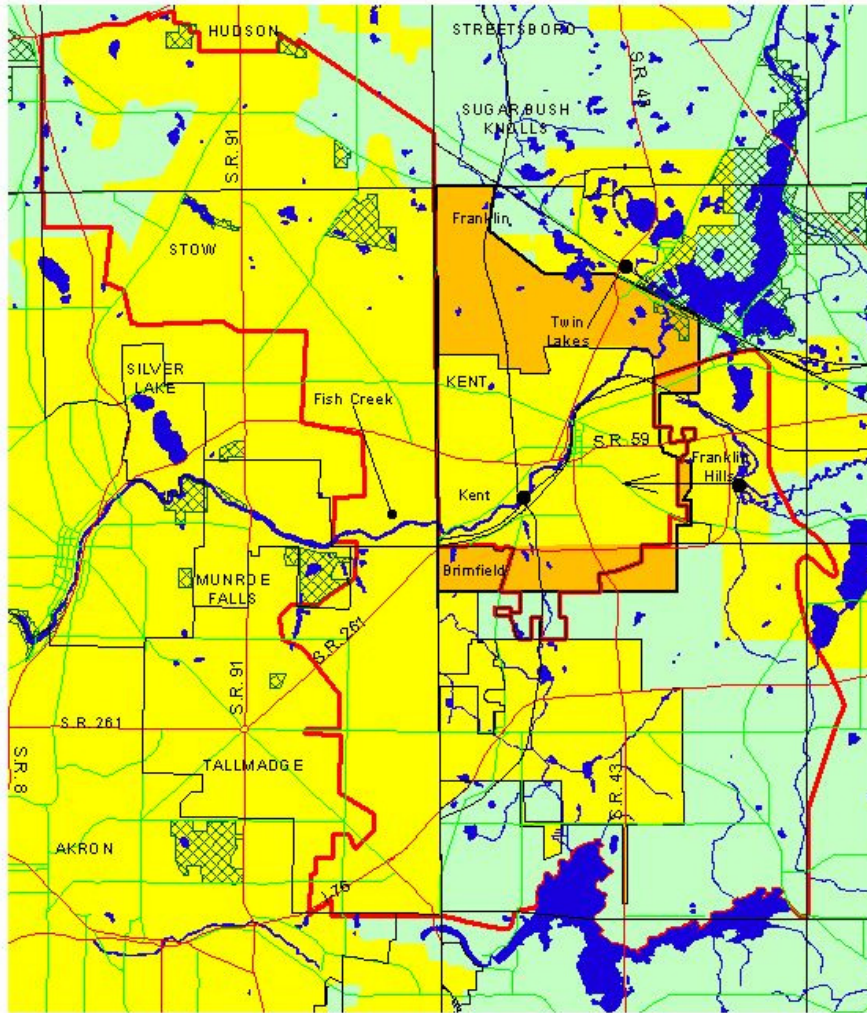 HUDSON
STREETSBORO
S.R. 43
SUGAR BUSH
KNOLLS
S.R. 91
Franklin
STOW
Twin
Lakes
SILVER
LAKE
KENT
Fish Creek
S.R. 59
Franklin
Hills
Kent
Brimfield
MUNROE
FALLS
S.R. 261
S.R. 91
S.R. 261
S.R. 8
TALLMADGE
S.R. 43
AKRON
I-76